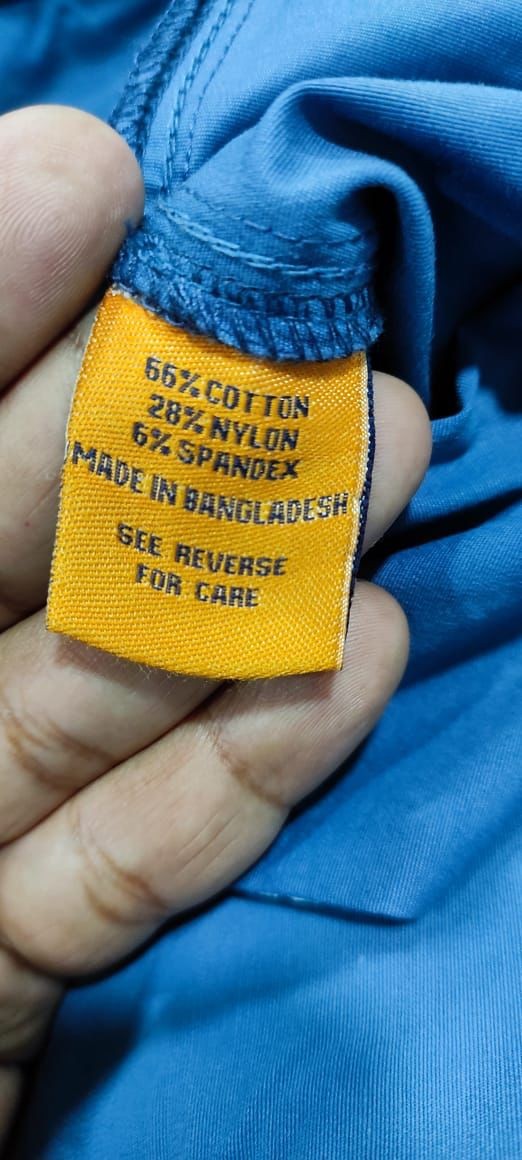 66% COTTON
28% NYLON
6% SPANDEX
MADE IN BANGLADESH
SEE REVERSE
FOR CARE